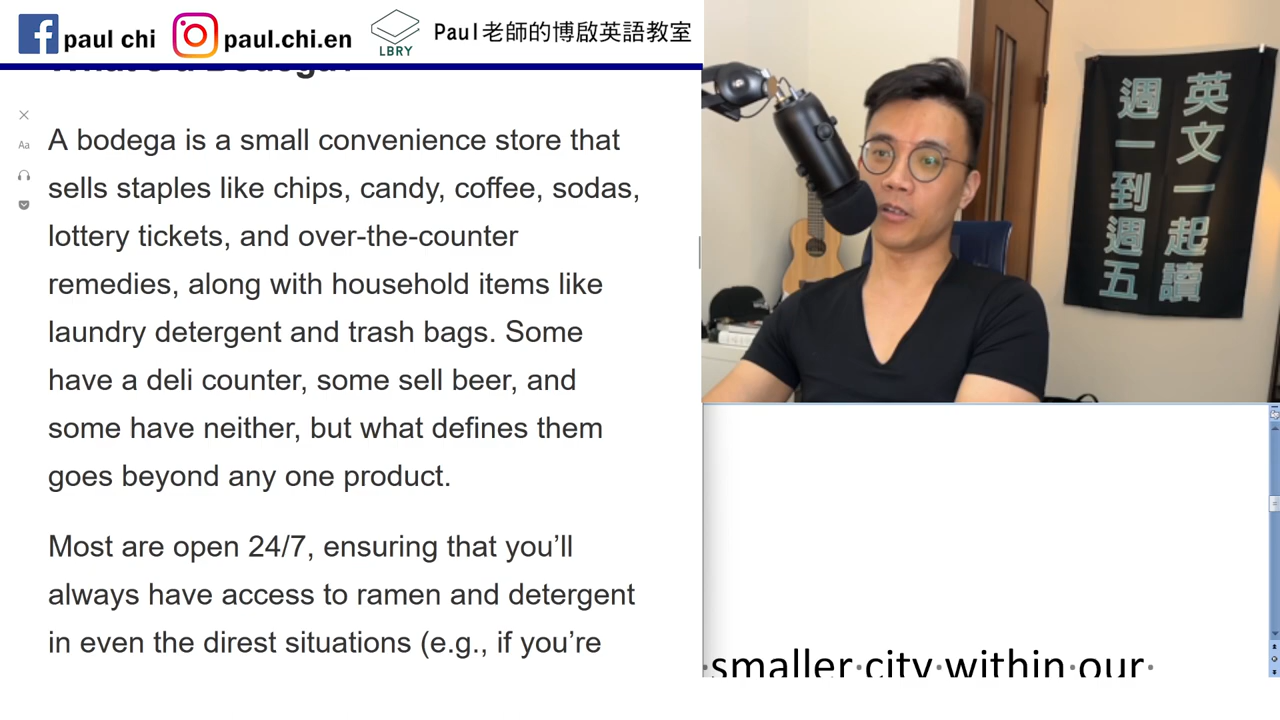 paul chi
paul.chi.en
LBRY
Paul老師的博啟英語教室
What's a Bodega?
Aa
A bodega is a small convenience store that
sells staples like chips, candy, coffee, sodas,
lottery tickets, and over-the-counter
remedies, along with household items like
laundry detergent and trash bags. Some
have a deli counter, some sell beer, and
some have neither, but what defines them
goes beyond any one product.
Most are open 24/7, ensuring that you’ll
always have access to ramen and detergent
in even the direst situations (e.g., if you’re
英文一起讀
週一到週五
smaller·city·within·our·